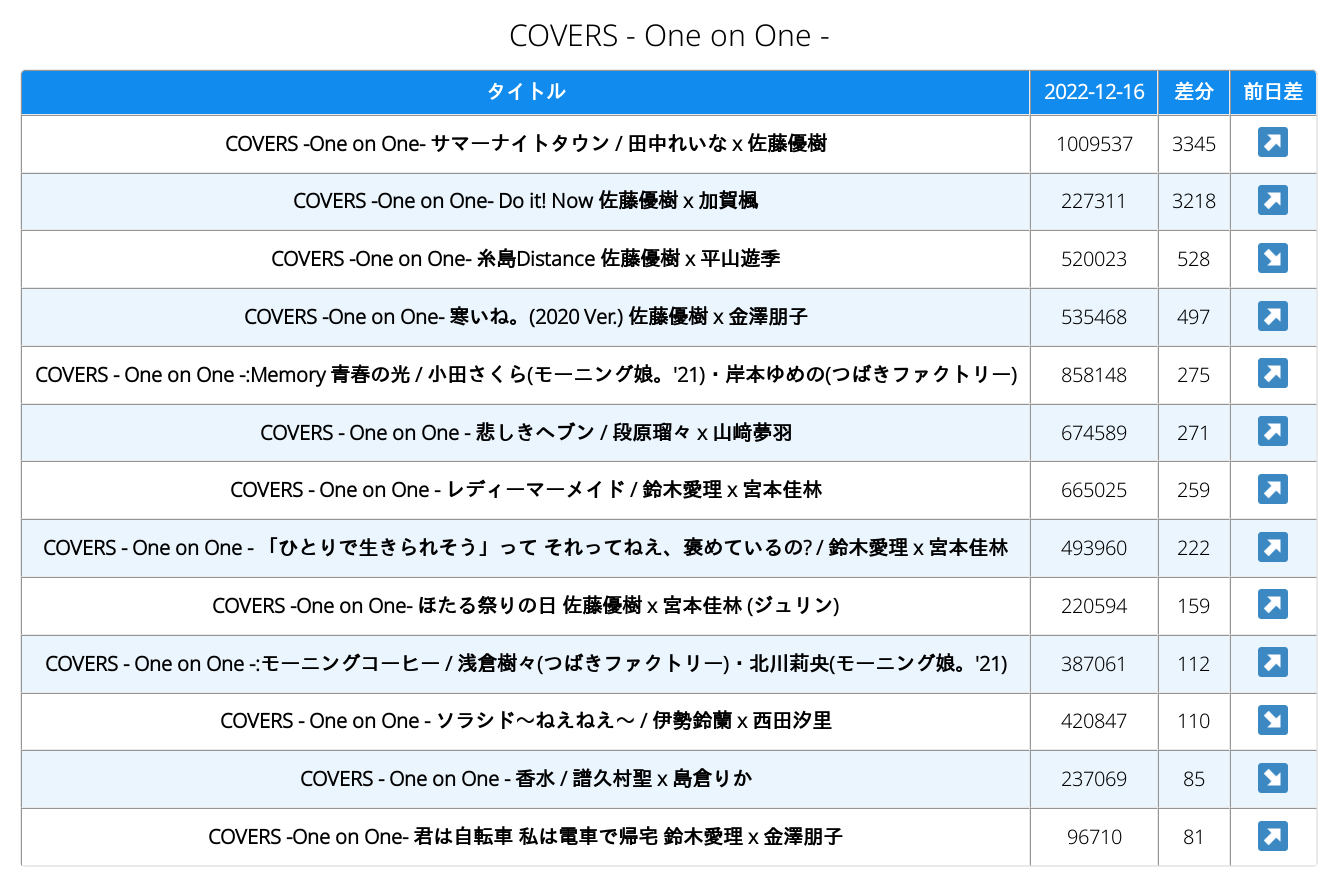 COVERS - One on One -
タイトル 2022-12-16 差分 前日差
COVERS -One on One- サマーナイトタウン / 田中れいな x 佐藤優樹 1009537 3345 ↗
COVERS -One on One- Do it! Now 佐藤優樹 x 加賀楓 227311 3218 ↗
COVERS -One on One- 糸島Distance 佐藤優樹 x 平山遊季 520023 528 ↘
COVERS -One on One- 寒いね。(2020 Ver.) 佐藤優樹 x 金澤朋子 535468 497 ↗
COVERS - One on One -:Memory 青春の光 / 小田さくら(モーニング娘。'21)・岸本ゆめの(つばきファクトリー) 858148 275 ↗
COVERS - One on One - 悲しきヘブン / 段原瑠々 x 山﨑夢羽 674589 271 ↗
COVERS - One on One - レディーマーメイド / 鈴木愛理 x 宮本佳林 665025 259 ↗
COVERS - One on One - 「ひとりで生きられそう」って それってねえ、褒めているの? / 鈴木愛理 x 宮本佳林 493960 222 ↗
COVERS -One on One- ほたる祭りの日 佐藤優樹 x 宮本佳林 (ジュリン) 220594 159 ↗
COVERS - One on One -:モーニングコーヒー / 浅倉樹々(つばきファクトリー)・北川莉央(モーニング娘。'21) 387061 112 ↗
COVERS - One on One - ソラシド〜ねえねえ〜 / 伊勢鈴蘭 x 西田汐里 420847 110 ↘
COVERS - One on One - 香水 / 譜久村聖 x 島倉りか 237069 85 ↘
COVERS -One on One- 君は自転車 私は電車で帰宅 鈴木愛理 x 金澤朋子 96710 81 ↗